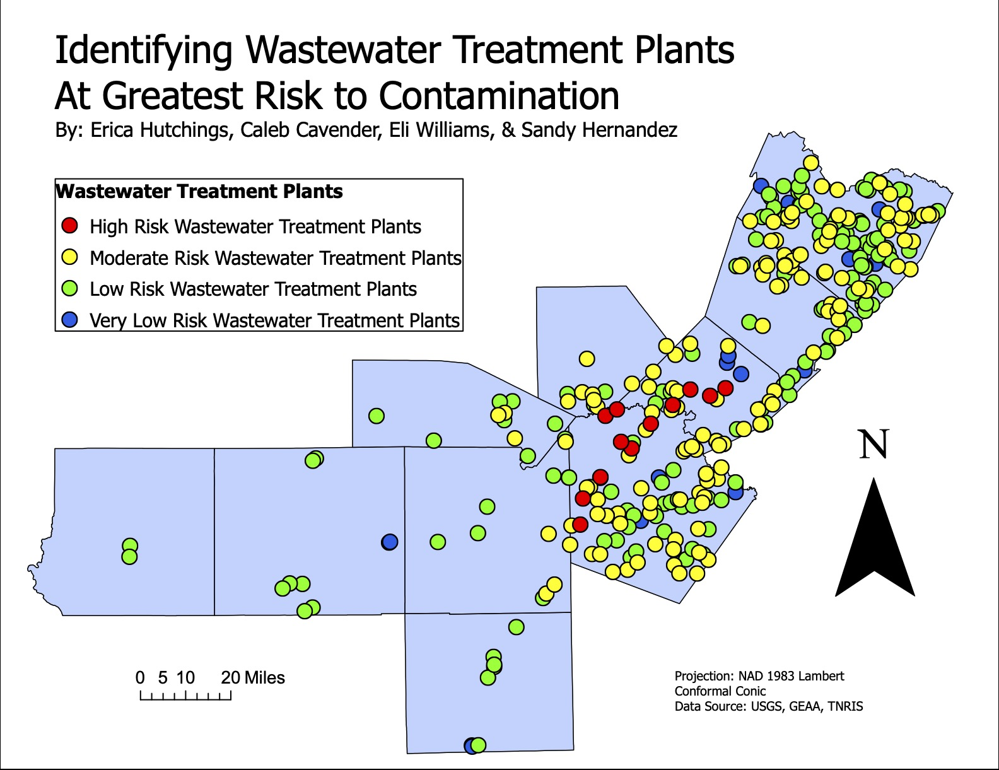 Identifying Wastewater Treatment Plants
At Greatest Risk to Contamination
By: Erica Hutchings, Caleb Cavender, Eli Williams, & Sandy Hernandez
Wastewater Treatment Plants
High Risk Wastewater Treatment Plants
Moderate Risk Wastewater Treatment Plants
Low Risk Wastewater Treatment Plants
Very Low Risk Wastewater Treatment Plants
N
0 5 10 20 Miles
Projection: NAD 1983 Lambert
Conformal Conic
Data Source: USGS, GEAA, TNRIS